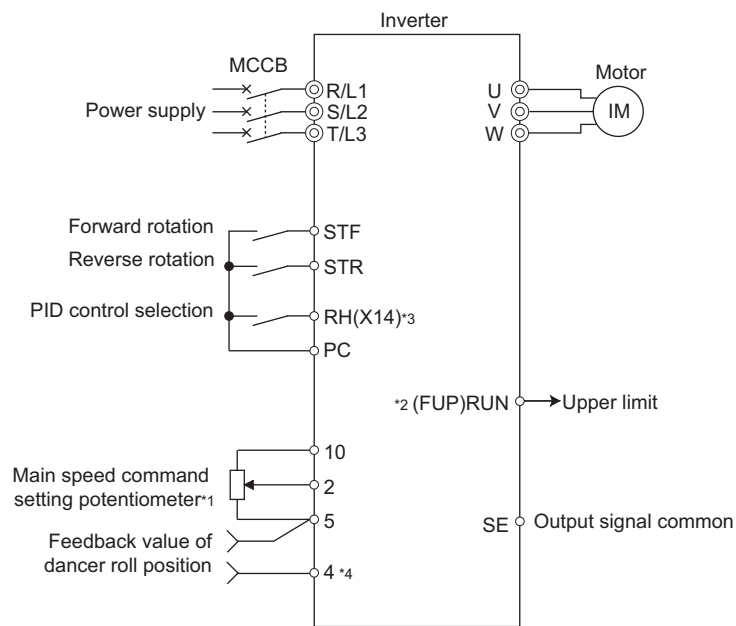 Inverter
MCCB
Motor
Power supply
R/L1
S/L2
T/L3
U
V
W
IM
Forward rotation
STF
Reverse rotation
STR
PID control selection
RH(X14)*3
PC
*2 (FUP)RUN
Upper limit
10
Main speed command
setting potentiometer*1
2
5
SE
Output signal common
Feedback value of
dancer roll position
4 *4